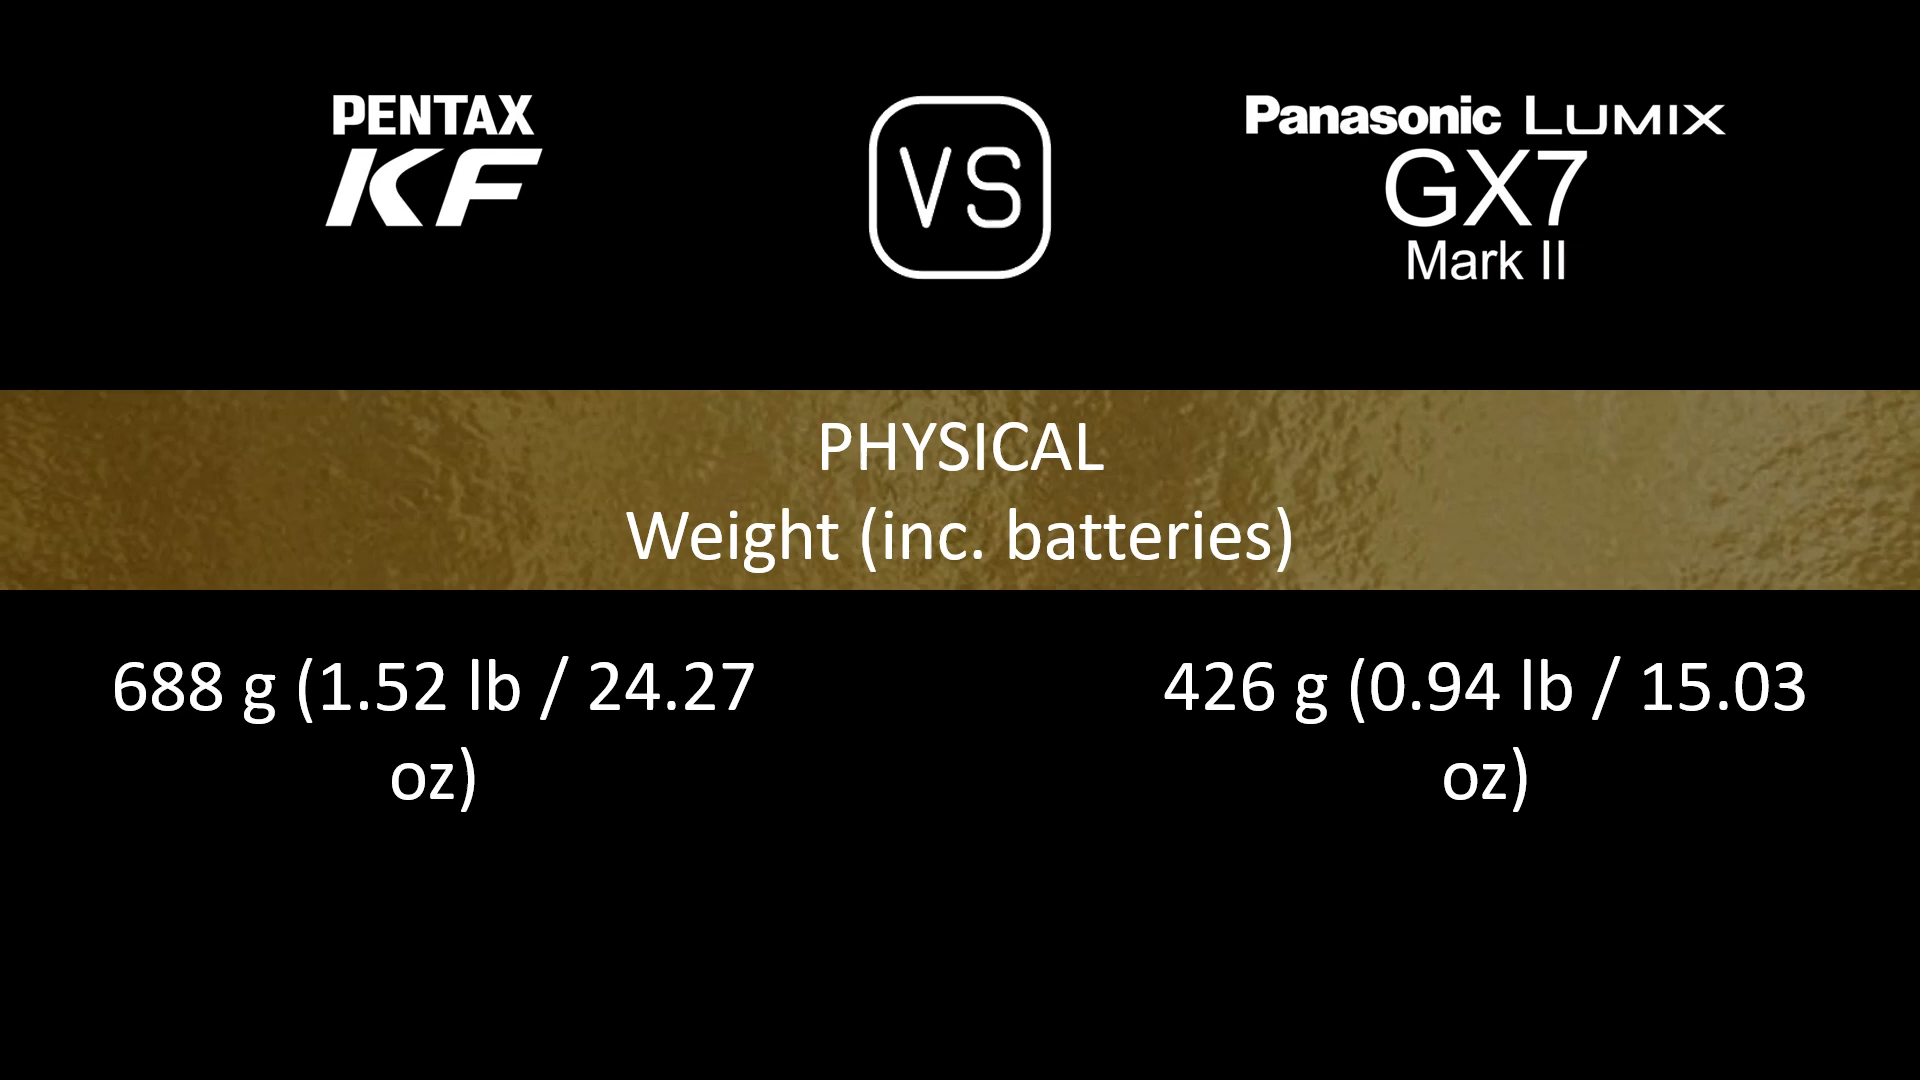 PENTAX
KF
VS
Panasonic LUMIX
GX7
Mark II
PHYSICAL
Weight (inc. batteries)
688 g (1.52 lb / 24.27
oz)
426 g (0.94 lb / 15.03
oz)